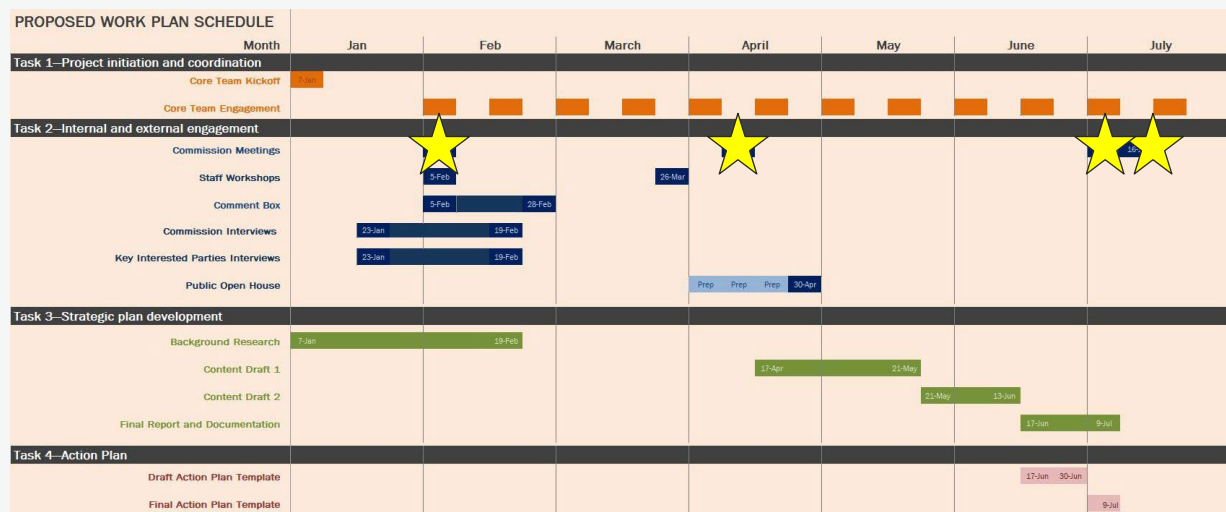 PROPOSED WORK PLAN SCHEDULE
Month Jan Feb March April May June July
Task 1—Project initiation and coordination
Core Team Kickoff 7-Jan
Core Team Engagement
Task 2—Internal and external engagement
Commission Meetings
Staff Workshops 5-Feb 26-Mar
Comment Box 5-Feb 28-Feb
Commission Interviews 23-Jan 19-Feb
Key Interested Parties Interviews 23-Jan 19-Feb
Public Open House Prep Prep Prep 30-Apr
Task 3—Strategic plan development
Background Research 7-Jan 19-Feb
Content Draft 1 17-Apr 21-May
Content Draft 2 21-May 13-Jun
Final Report and Documentation 17-Jun 9-Jul
Task 4—Action Plan
Draft Action Plan Template 17-Jun 30-Jun
Final Action Plan Template 9-Jul